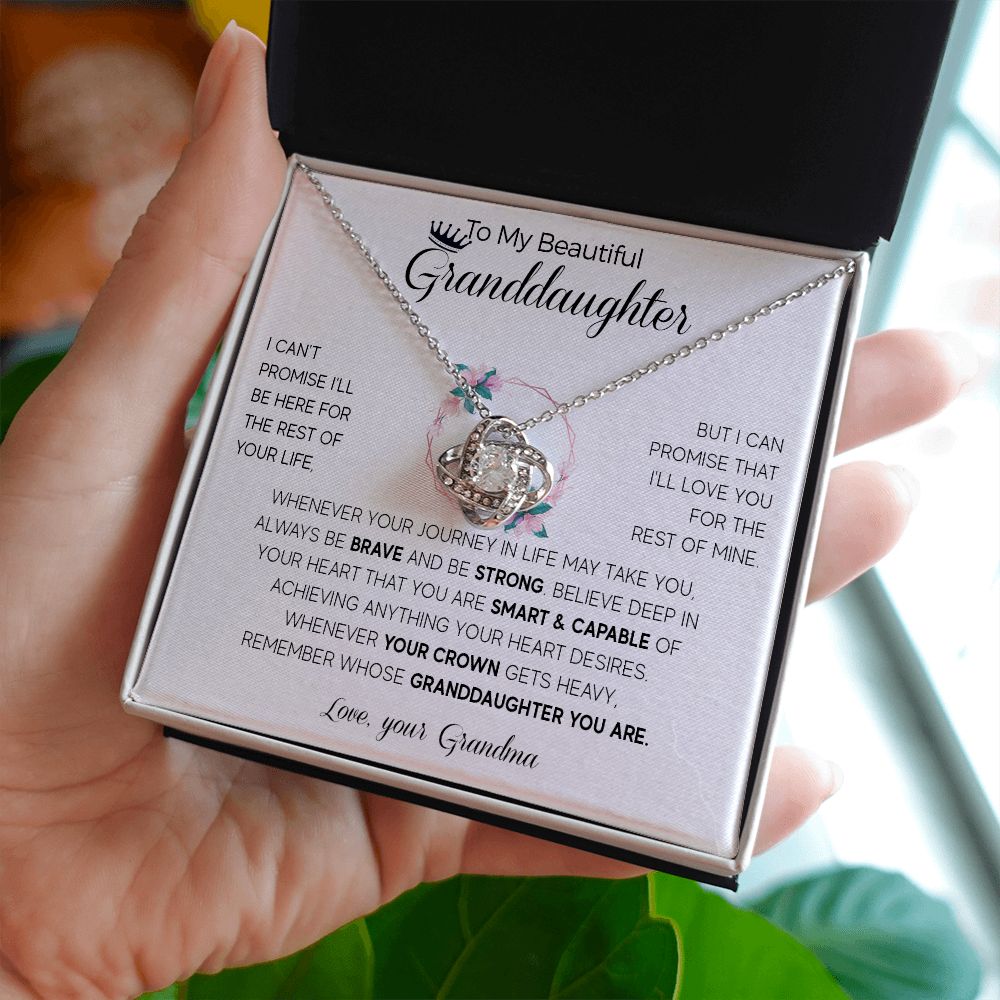 To My Beautiful
Granddaughter
I CAN'T
PROMISE I'LL
BE HERE FOR
THE REST OF
YOUR LIFE,
BUT I CAN
PROMISE THAT
I'LL LOVE YOU
FOR THE
REST OF MINE.
WHENEVER YOUR JOURNEY IN LIFE MAY TAKE YOU,
ALWAYS BE BRAVE AND BE STRONG. BELIEVE DEEP IN
YOUR HEART THAT YOU ARE SMART & CAPABLE OF
ACHIEVING ANYTHING YOUR HEART DESIRES.
WHENEVER YOUR CROWN GETS HEAVY,
REMEMBER WHOSE GRANDDAUGHTER YOU ARE.
Love, your Grandma